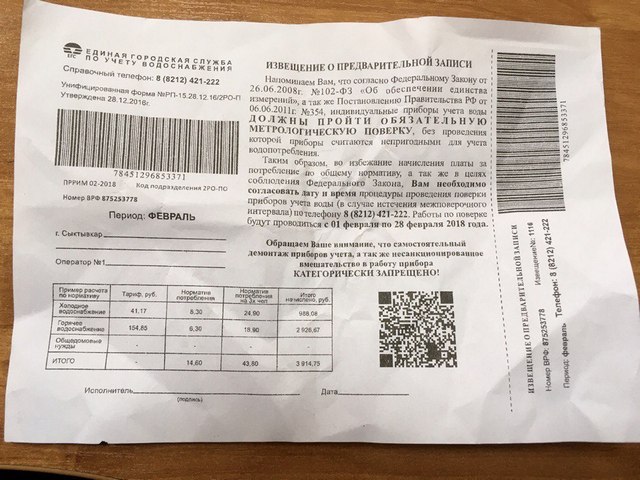 ЕГС
ЕДИНАЯ ГОРОДСКАЯ СЛУЖБА
ПО УЧЕТУ ВОДОСНАБЖЕНИЯ
Справочный телефон: 8 (8212) 421-222
Унифицированная форма №РП-15.28.12.16/2РО-П
Утверждена 28.12.2016г.
78451296853371
ПРРИМ 02-2018 Код подразделения 2РО-ПО
Номер ВРФ 875253778
Период: ФЕВРАЛЬ
г. Сыктывкар
Оператор №1
ИЗВЕЩЕНИЕ О ПРЕДВАРИТЕЛЬНОЙ ЗАПИСИ
Напоминаем Вам, что согласно Федеральному Закону от
26.06.2008г. №102-ФЗ «Об обеспечении единства
измерений», а так же Постановлению Правительства РФ от
06.06.2011г. №354, индивидуальные приборы учета воды
ДОЛЖНЫ ПРОЙТИ ОБЯЗАТЕЛЬНУЮ
МЕТРОЛОГИЧЕСКУЮ ПОВЕРКУ, без проведения
которой приборы считаются непригодными для учета
водопотребления.
Таким образом, во избежание начисления платы за
потребление по общему нормативу, а так же в целях
соблюдения Федерального Закона, Вам необходимо
согласовать дату и время процедуры проведения поверки
приборов учета воды (в случае истечения межповерочного
интервала) по телефону 8 (8212) 421-222. Работы по поверке
будут проводиться с 01 февраля по 28 февраля 2018 года.
Обращаем Ваше внимание, что самостоятельный
демонтаж приборов учета, а так же несанкционированное
вмешательство в работу прибора
КАТЕГОРИЧЕСКИ ЗАПРЕЩЕНО!
Пример расчета по нормативу Тариф, руб. Норматив потребления Норматив потребления на 3х чел Итого начислено, руб.
Холодное водоснабжение 41,17 8,30 24,90 988,08
Горячее водоснабжение 154,85 6,30 18,90 2 926,67
Общедомовые нужды - - - -
ИТОГО 14,60 43,80 3 914,75
Исполнитель Дата
(подпись)
78451296853371
ИЗВЕЩЕНИЕ О ПРЕДВАРИТЕЛЬНОЙ ЗАПИСИ
Номер ВРФ: 875253778 Извещение№: 1116
Период: февраль Телефон: 8 (8212) 421-222